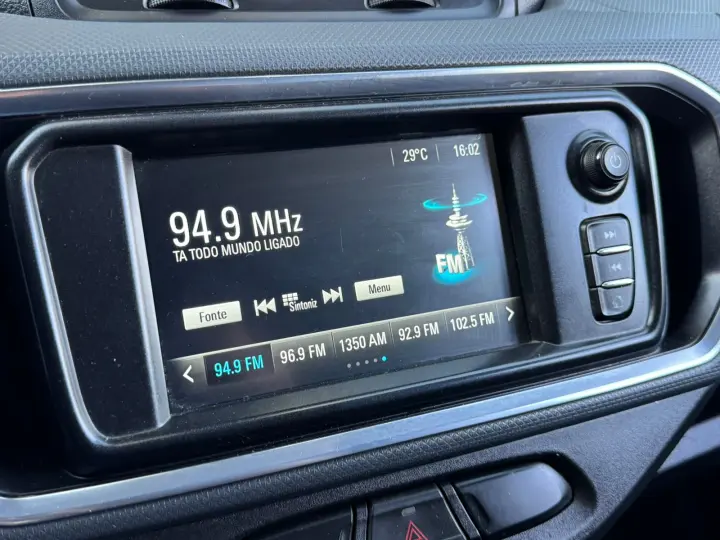 29°C 16:02
94.9 MHz
TA TODO MUNDO LIGADO
FM
Fonte Sintoniz Menu
94.9 FM 96.9 FM 1350 AM 92.9 FM 102.5 FM